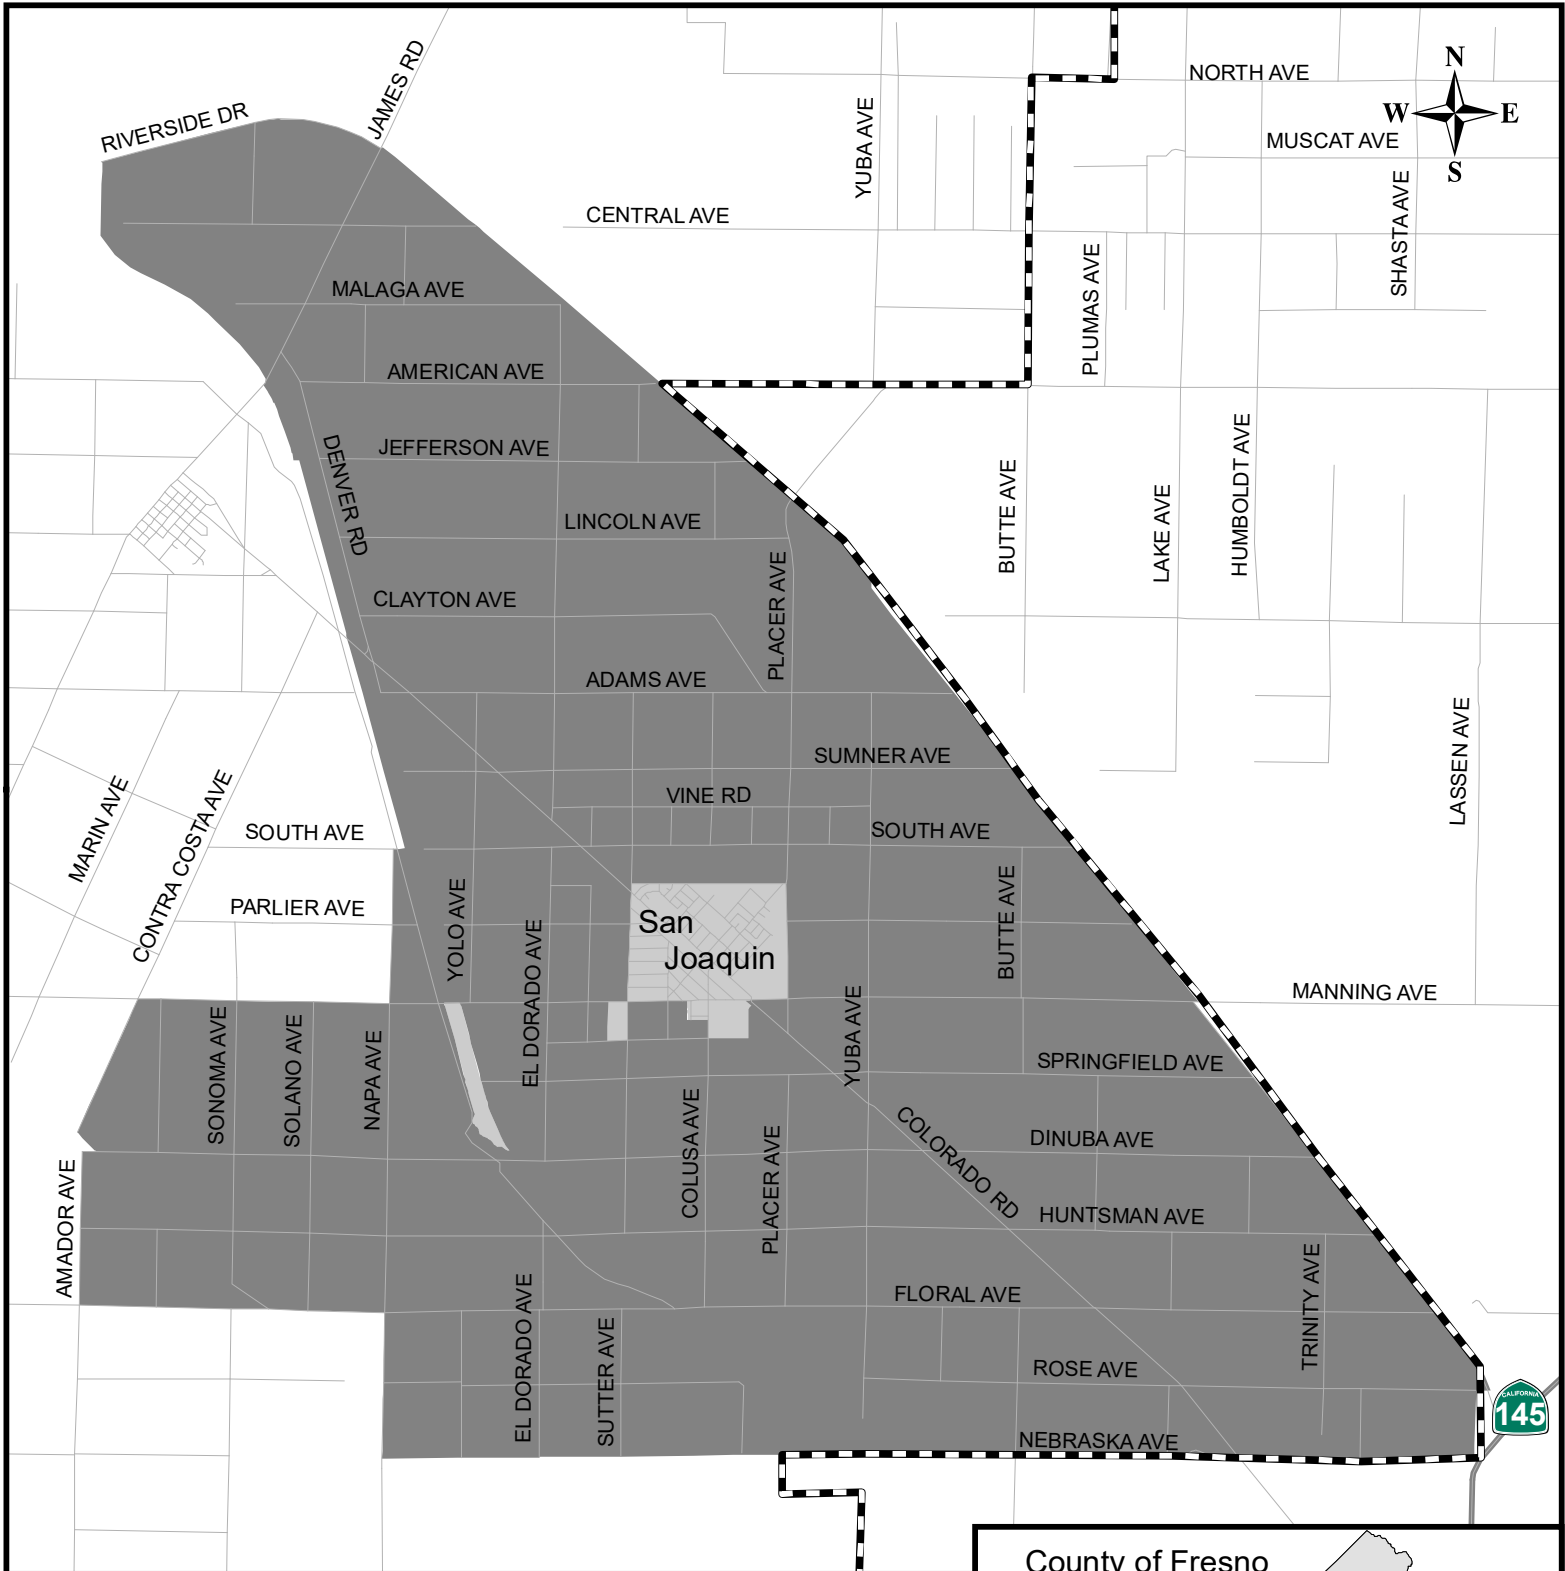 N
NORTH AVE
JAMES RD
W
E
RIVERSIDE DR
YUBA AVE
MUSCAT AVE
S
CENTRAL AVE
SHASTA AVE
PLUMAS AVE
MALAGA AVE
AMERICAN AVE
JEFFERSON AVE
DENVER RD
HUMBOLDT AVE
BUTTE AVE
LAKE AVE
LINCOLN AVE
CLAYTON AVE
PLACER AVE
ADAMS AVE
SUMNER AVE
LASSEN AVE
VINE RD
MARIN AVE
CONTRA COSTA AVE
SOUTH AVE
SOUTH AVE
PARLIER AVE
YOLO AVE
EL DORADO AVE
San
Joaquin
BUTTE AVE
MANNING AVE
SONOMA AVE
SOLANO AVE
NAPA AVE
YUBA AVE
SPRINGFIELD AVE
COLUSA AVE
PLACER AVE
COLORADO RD
DINUBA AVE
AMADOR AVE
HUNTSMAN AVE
FLORAL AVE
TRINITY AVE
EL DORADO AVE
SUTTER AVE
ROSE AVE
CALIFORNIA
145
NEBRASKA AVE
County of Fresno